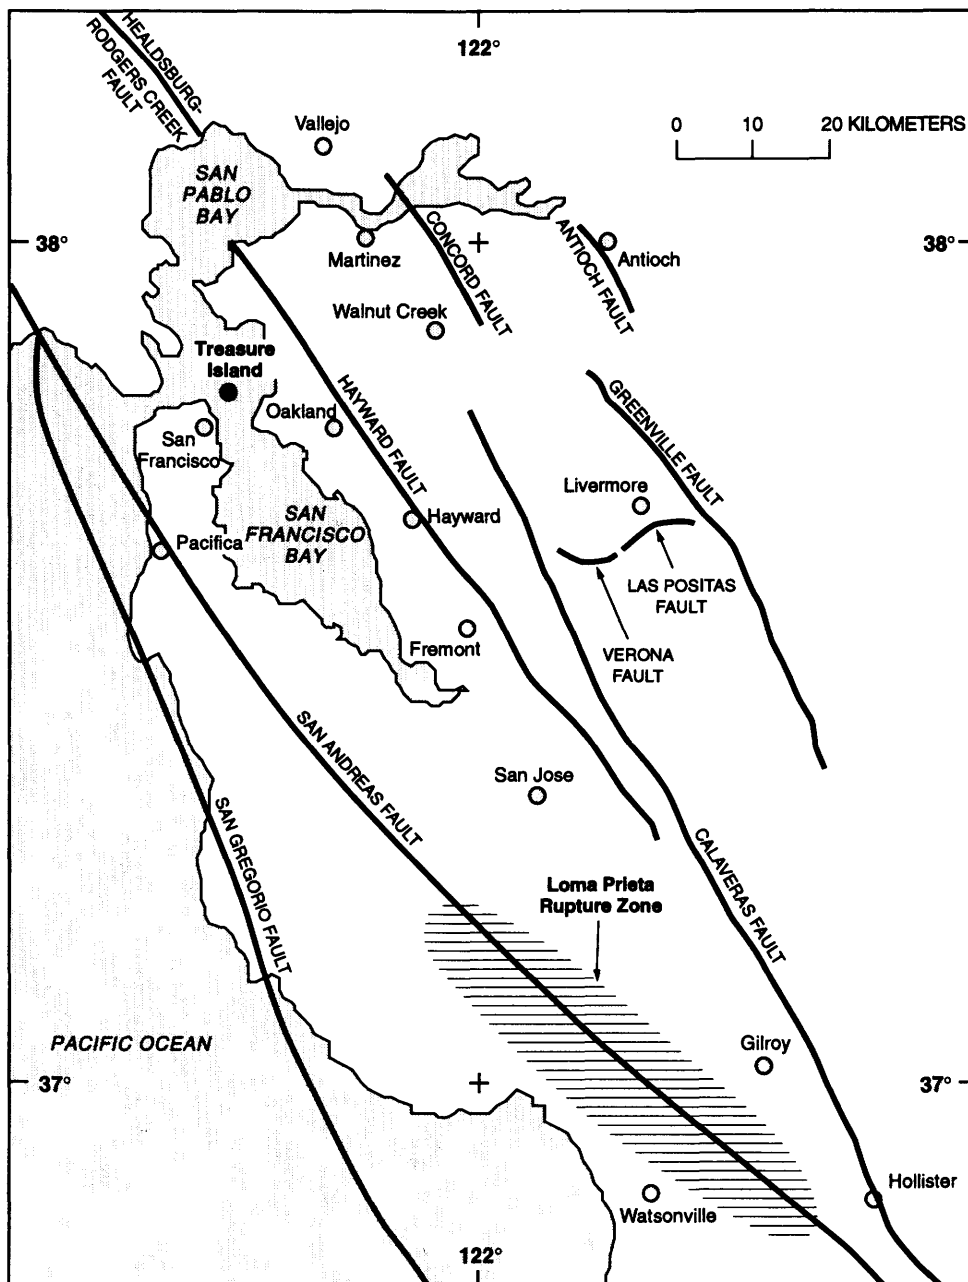 122°
HEALDSBURG-
RODGERS CREEK
FAULT
Vallejo
0 10 20 KILOMETERS
SAN
PABLO
BAY
38°
Martinez
CONCORD FAULT
ANTIOCH FAULT
Antioch
38°
Walnut Creek
Treasure
Island
HAYWARD FAULT
GREENVILLE FAULT
Oakland
San
Francisco
Livermore
SAN
FRANCISCO
BAY
Hayward
Pacifica
LAS POSITAS
FAULT
Fremont
VERONA
FAULT
SAN ANDREAS FAULT
San Jose
SAN GREGORIO FAULT
CALAVERAS FAULT
Loma Prieta
Rupture Zone
PACIFIC OCEAN
Gilroy
37°
37°
Hollister
Watsonville
122°